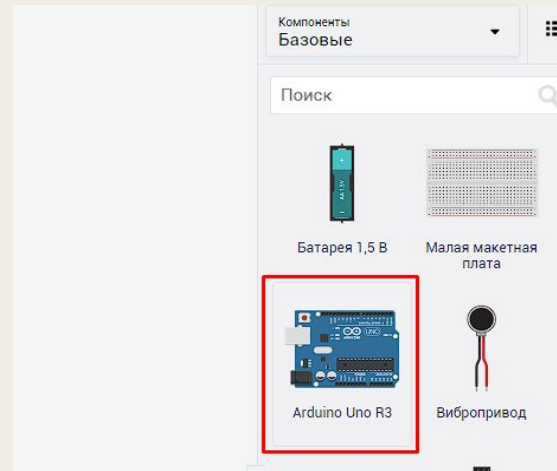 Компоненты
Базовые
Поиск
Батарея 1,5 В
Малая макетная
плата
Arduino Uno R3
Вибропривод